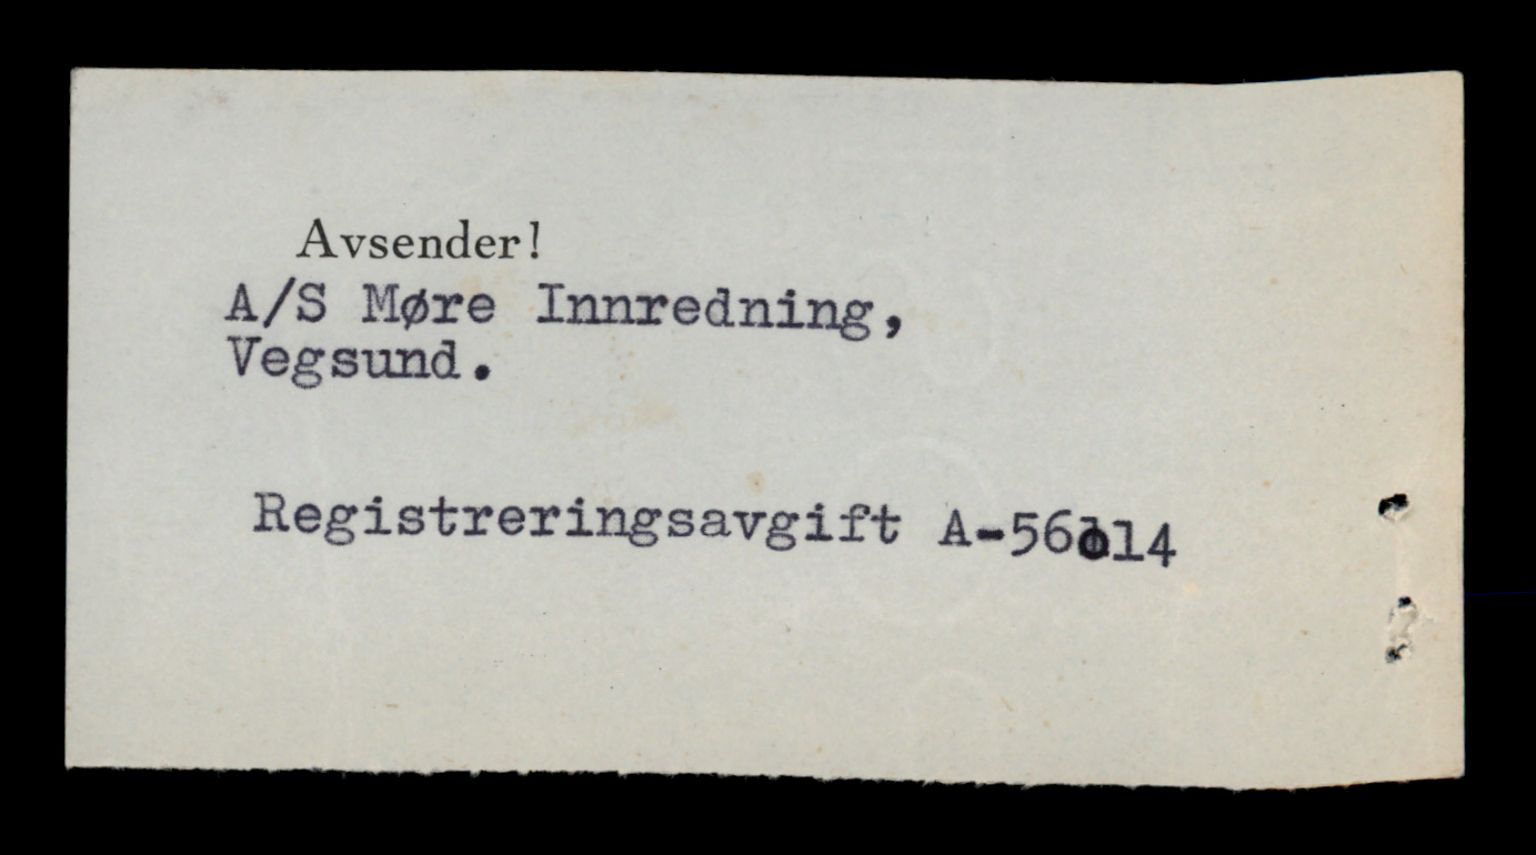 Avsender!
A/S Møre Innredning,
Vegsund.
Registreringsavgift